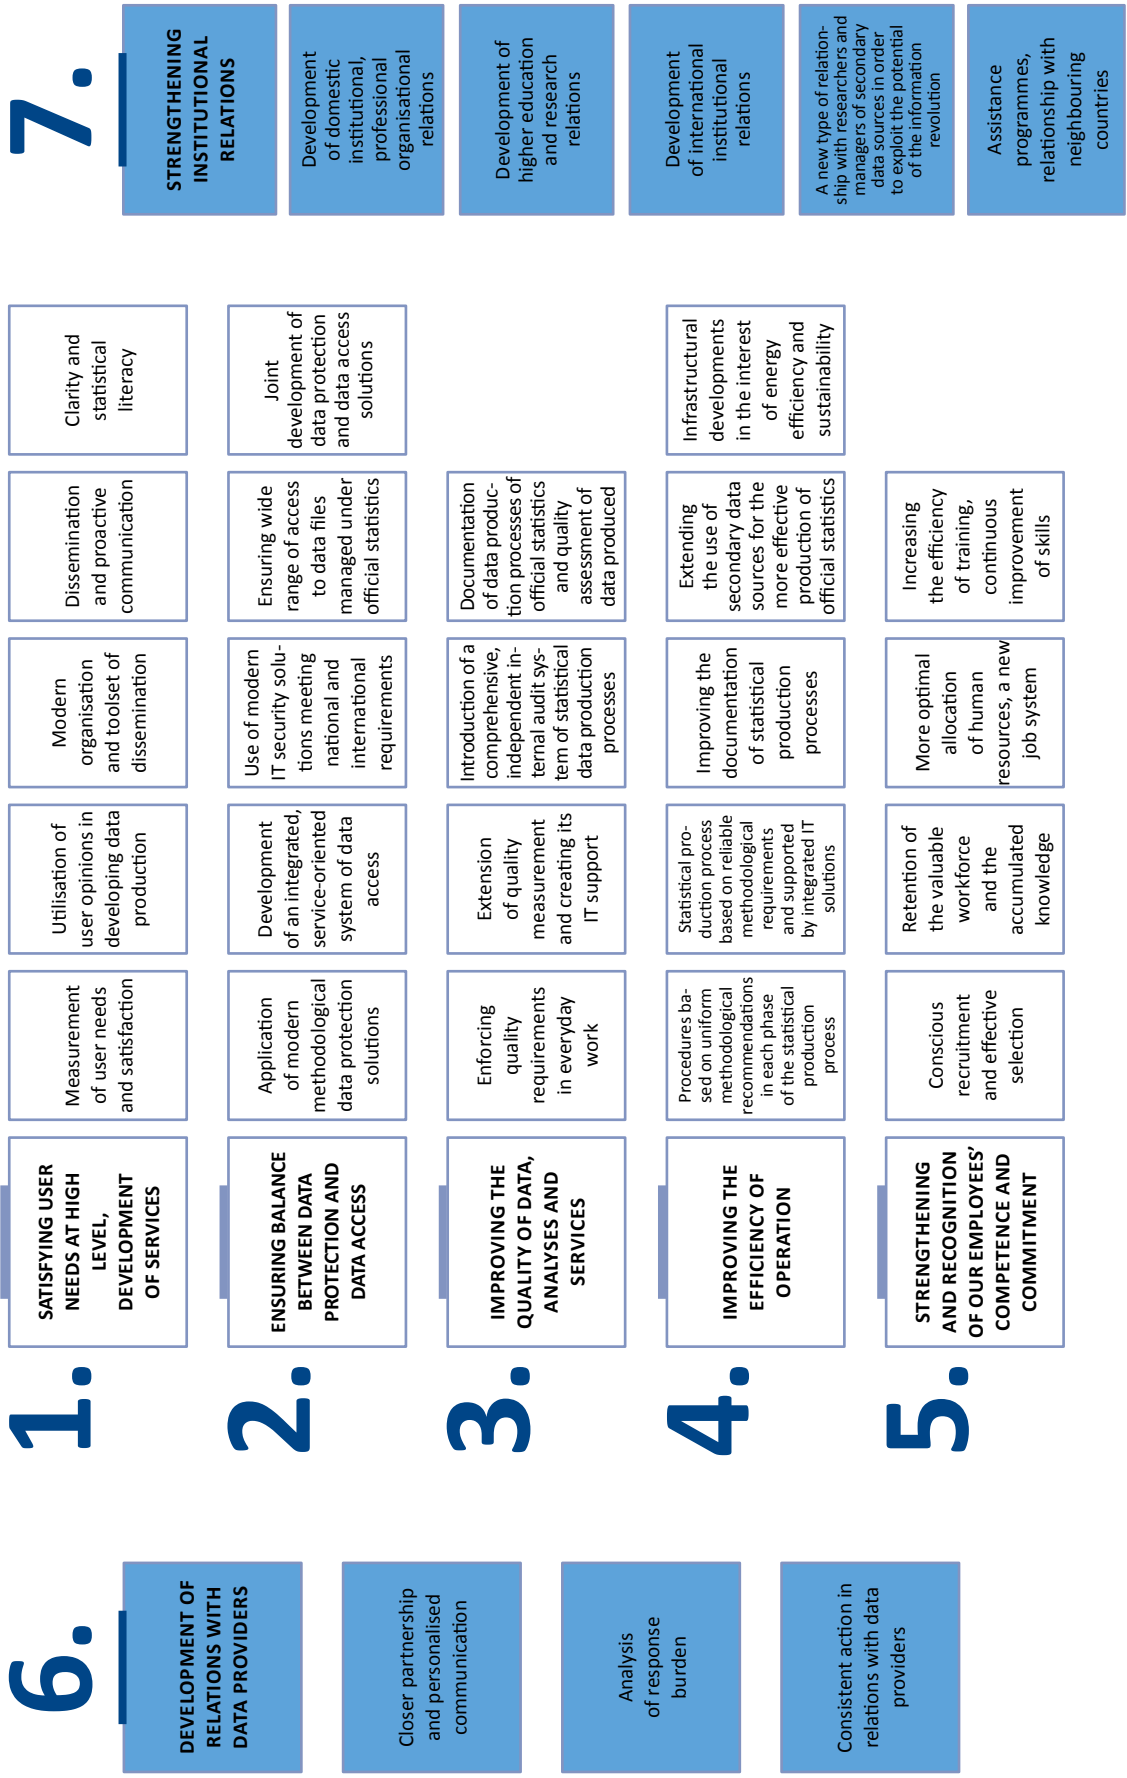 6.
DEVELOPMENT OF
RELATIONS WITH
DATA PROVIDERS
Closer partnership
and personalised
communication
Analysis
of response
burden
Consistent action in
relations with data
providers
1.
SATISFYING USER
NEEDS AT HIGH
LEVEL,
DEVELOPMENT
OF SERVICES
Measurement
of user needs
and satisfaction
Utilisation of
user opinions in
developing data
production
Modern
organisation
and toolset of
dissemination
Dissemination
and proactive
communication
Clarity and
statistical
literacy
2.
ENSURING BALANCE
BETWEEN DATA
PROTECTION AND
DATA ACCESS
Application
of modern
methodological
data protection
solutions
Development
of an integrated,
service-oriented
system of data
access
Use of modern
IT security solu-
tions meeting
national and
international
requirements
Ensuring wide
range of access
to data files
managed under
official statistics
Joint
development of
data protection
and data access
solutions
3.
IMPROVING THE
QUALITY OF DATA,
ANALYSES AND
SERVICES
Enforcing
quality
requirements
in everyday
work
Extension
of quality
measurement
and creating its
IT support
Introduction of a
comprehensive,
independent in-
ternal audit sys-
tem of statistical
data production
processes
Documentation
of data produc-
tion processes of
official statistics
and quality
assessment of
data produced
4.
IMPROVING THE
EFFICIENCY OF
OPERATION
Procedures ba-
sed on uniform
methodological
recommendations
in each phase
of the statistical
production
process
Statistical pro-
duction process
based on reliable
methodological
requirements
and supported
by integrated IT
solutions
Improving the
documentation
of statistical
production
processes
Extending
the use of
secondary data
sources for the
more effective
production of
official statistics
Infrastructural
developments
in the interest
of energy
efficiency and
sustainability
5.
STRENGTHENING
AND RECOGNITION
OF OUR EMPLOYEES’
COMPETENCE AND
COMMITMENT
Conscious
recruitment
and effective
selection
Retention of
the valuable
workforce
and the
accumulated
knowledge
More optimal
allocation
of human
resources, a new
job system
Increasing
the efficiency
of training,
continuous
improvement
of skills
7.
STRENGTHENING
INSTITUTIONAL
RELATIONS
Development
of domestic
institutional,
professional
organisational
relations
Development of
higher education
and research
relations
Development
of international
institutional
relations
A new type of relation-
ship with researchers and
managers of secondary
data sources in order
to exploit the potential
of the information
revolution
Assistance
programmes,
relationship with
neighbouring
countries